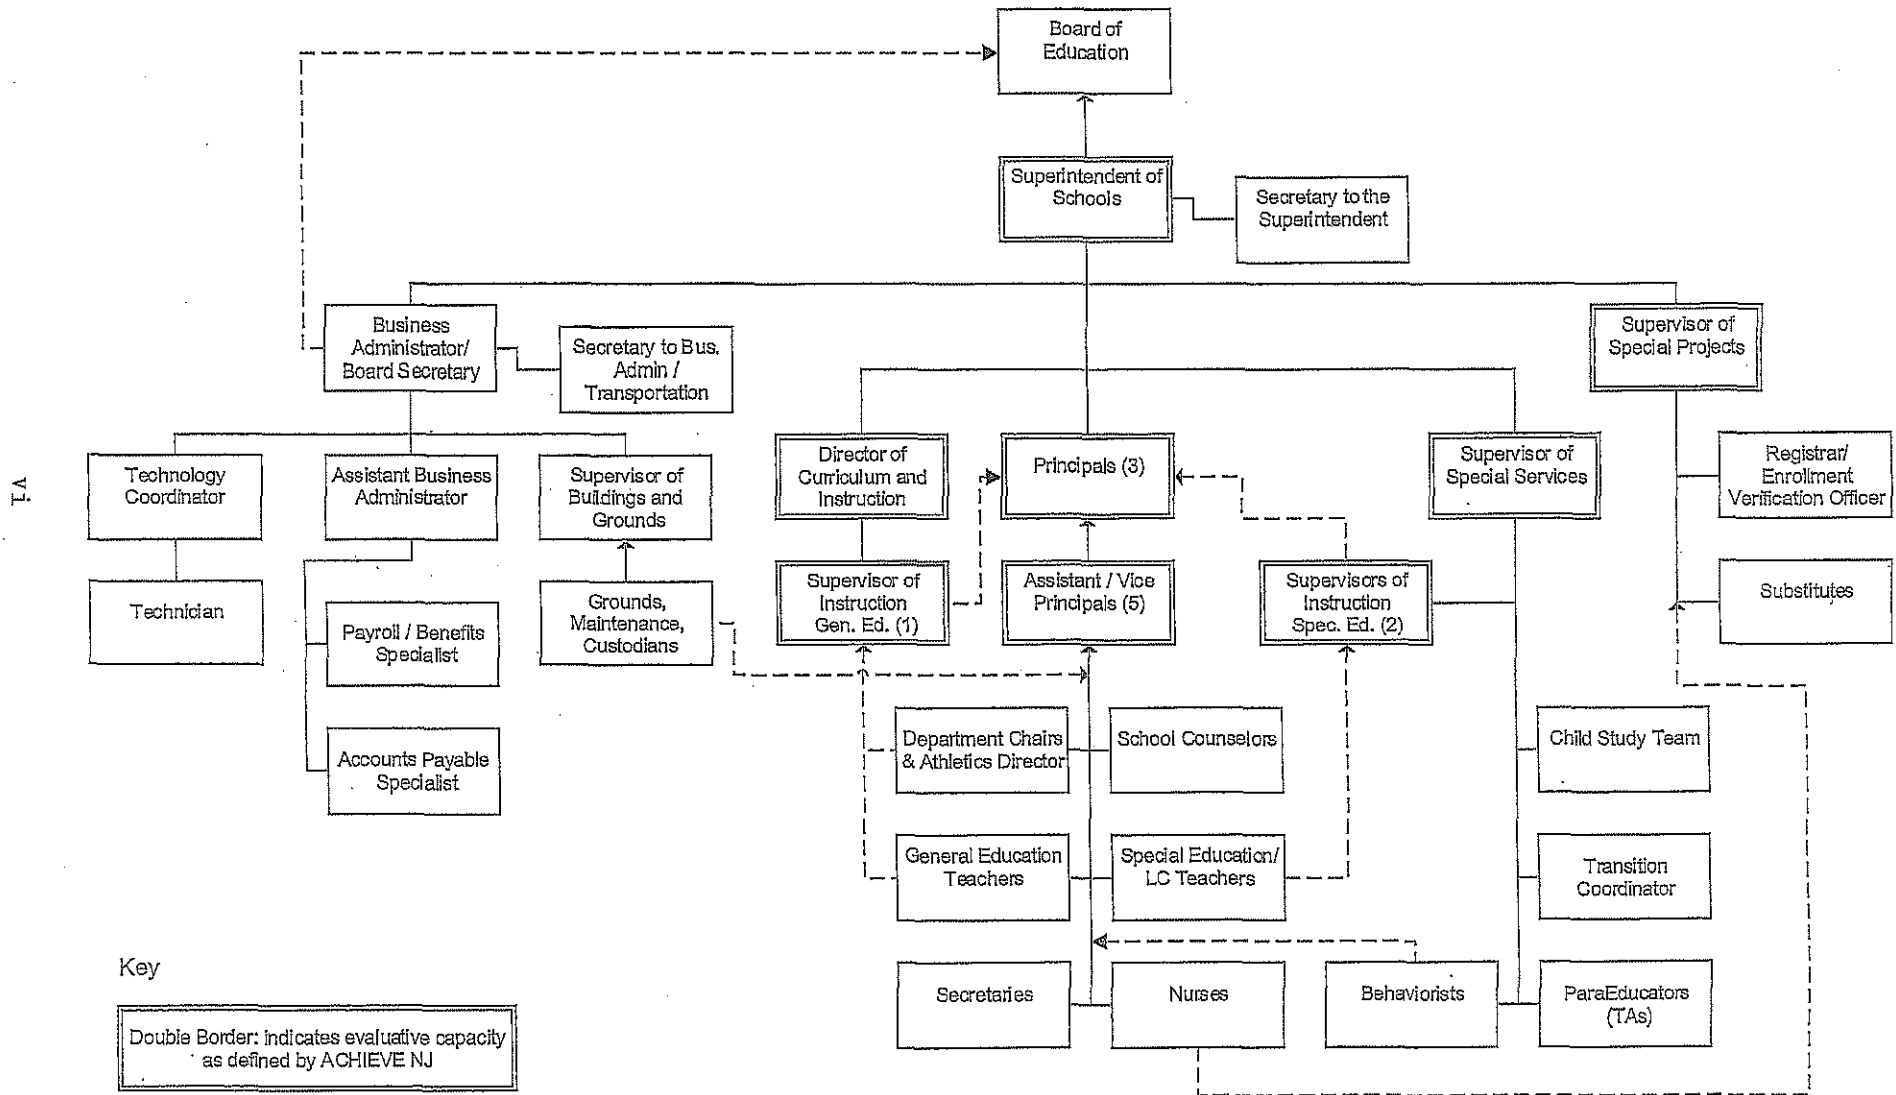 Board of
Education
Superintendent of
Schools
Secretary to the
Superintendent
Business
Administrator/
Board Secretary
Secretary to Bus.
Admin /
Transportation
Supervisor of
Special Projects
Technology
Coordinator
Assistant Business
Administrator
Supervisor of
Buildings and
Grounds
Director of
Curriculum and
Instruction
Principals (3)
Supervisor of
Special Services
Registrar/
Enrollment
Verification Officer
vi
Technician
Payroll / Benefits
Specialist
Grounds,
Maintenance,
Custodians
Supervisor of
Instruction
Gen. Ed. (1)
Assistant / Vice
Principals (5)
Supervisors of
Instruction
Spec. Ed. (2)
Substitutes
Accounts Payable
Specialist
Department Chairs
& Athletics Director
School Counselors
Child Study Team
General Education
Teachers
Special Education/
LC Teachers
Transition
Coordinator
Secretaries
Nurses
Behaviorists
ParaEducators
(TAs)
Key
Double Border: indicates evaluative capacity
as defined by ACHIEVE NJ